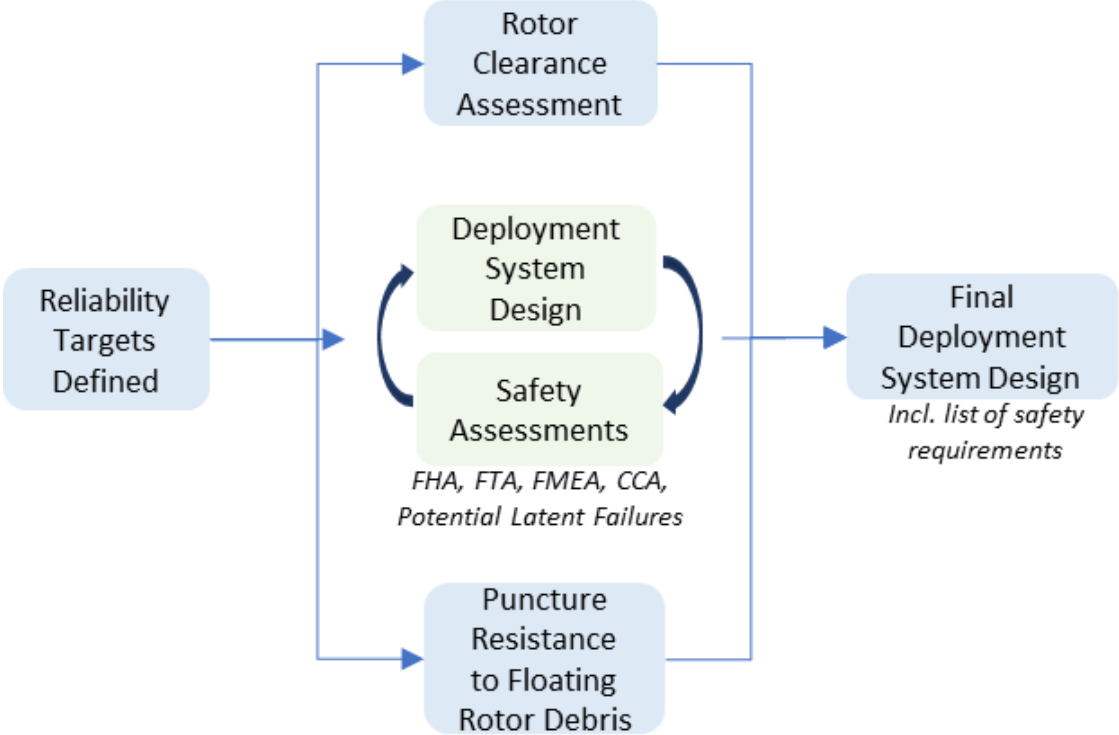 Rotor
Clearance
Assessment
Deployment
System
Design
Reliability
Targets
Defined
Safety
Assessments
FHA, FTA, FMEA, CCA,
Potential Latent Failures
Final
Deployment
System Design
Incl. list of safety
requirements
Puncture
Resistance
to Floating
Rotor Debris